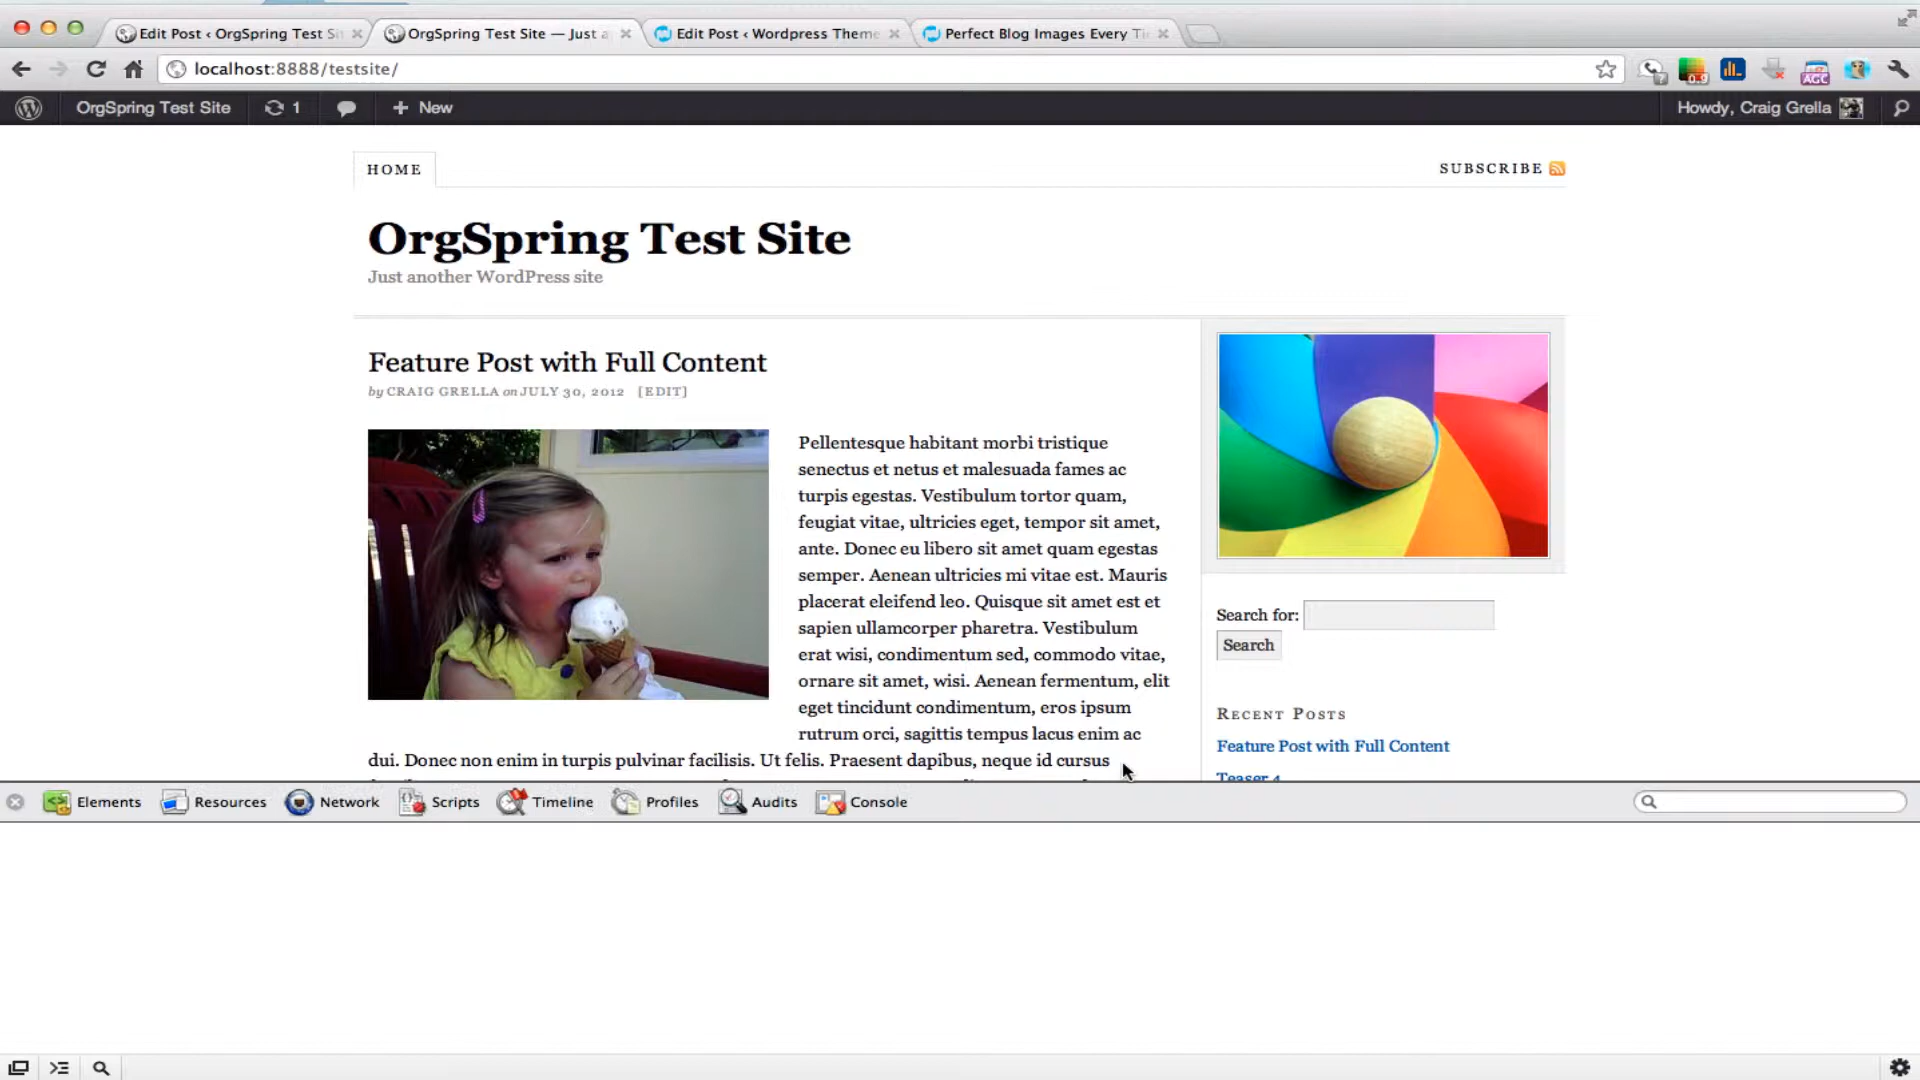 Edit Post ‹ OrgSpring Test Si
OrgSpring Test Site — Just a
Edit Post ‹ Wordpress Theme
Perfect Blog Images Every Ti
localhost:8888/testsite/
0.9
AGC
OrgSpring Test Site
1
+ New
Howdy, Craig Grella
HOME
SUBSCRIBE
OrgSpring Test Site
Just another WordPress site
Feature Post with Full Content
by CRAIG GRELLA on JULY 30, 2012 [EDIT]
Pellentesque habitant morbi tristique
senectus et netus et malesuada fames ac
turpis egestas. Vestibulum tortor quam,
feugiat vitae, ultricies eget, tempor sit amet,
ante. Donec eu libero sit amet quam egestas
semper. Aenean ultricies mi vitae est. Mauris
placerat eleifend leo. Quisque sit amet est et
sapien ullamcorper pharetra. Vestibulum
erat wisi, condimentum sed, commodo vitae,
ornare sit amet, wisi. Aenean fermentum, elit
eget tincidunt condimentum, eros ipsum
rutrum orci, sagittis tempus lacus enim ac
dui. Donec non enim in turpis pulvinar facilisis. Ut felis. Praesent dapibus, neque id cursus
Search for:
Search
RECENT POSTS
Feature Post with Full Content
Teaser 4
Elements
Resources
Network
Scripts
Timeline
Profiles
Audits
Console